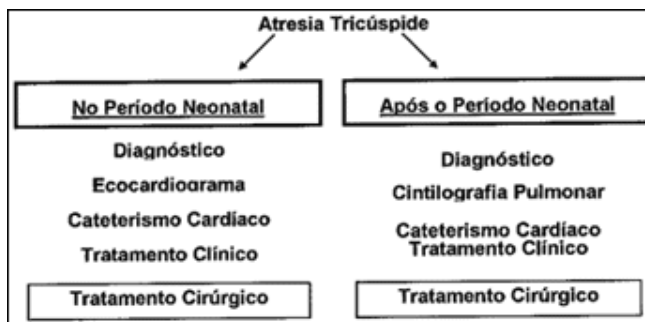 Atresia Tricúspide
No Período Neonatal
Diagnóstico
Ecocardiograma
Cateterismo Cardíaco
Tratamento Clínico
Tratamento Cirúrgico
Após o Período Neonatal
Diagnóstico
Cintilografia Pulmonar
Cateterismo Cardíaco
Tratamento Clínico
Tratamento Cirúrgico